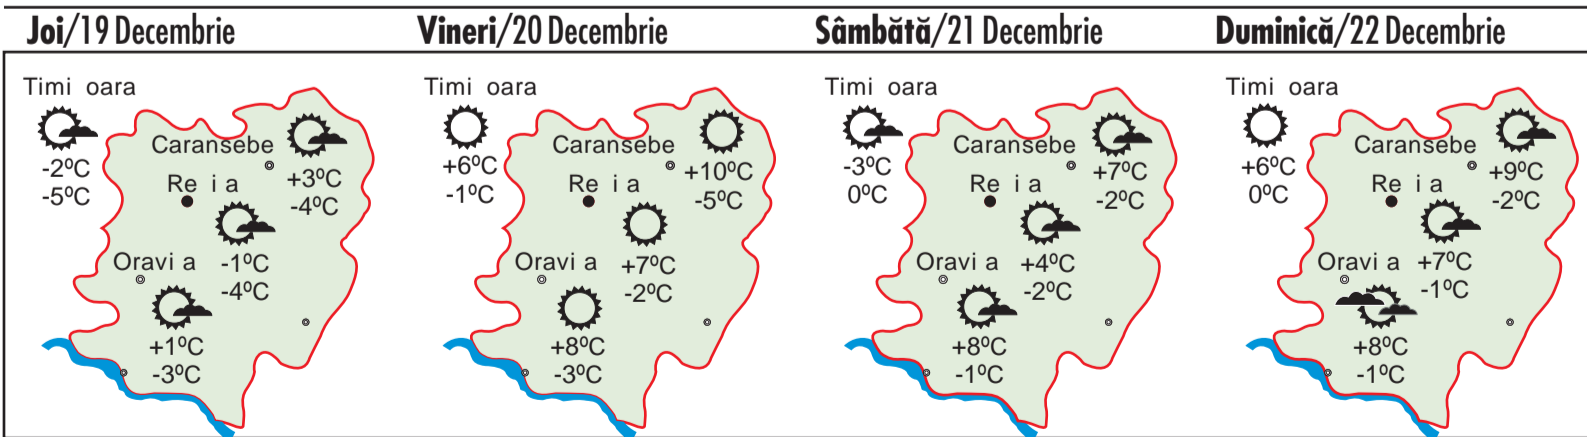 Joi/19 Decembrie
Timi oara
-2ºC
-5ºC
Caransebe
+3ºC
-4ºC
Re i a
-1ºC
-4ºC
Oravi a
+1ºC
-3ºC
Vineri/20 Decembrie
Timi oara
+6ºC
-1ºC
Caransebe
+10ºC
-5ºC
Re i a
+7ºC
-2ºC
Oravi a
+8ºC
-3ºC
Sâmbătă/21 Decembrie
Timi oara
-3ºC
0ºC
Caransebe
+7ºC
-2ºC
Re i a
+4ºC
-2ºC
Oravi a
+8ºC
-1ºC
Duminică/22 Decembrie
Timi oara
+6ºC
0ºC
Caransebe
+9ºC
-2ºC
Re i a
+7ºC
-1ºC
Oravi a
+8ºC
-1ºC